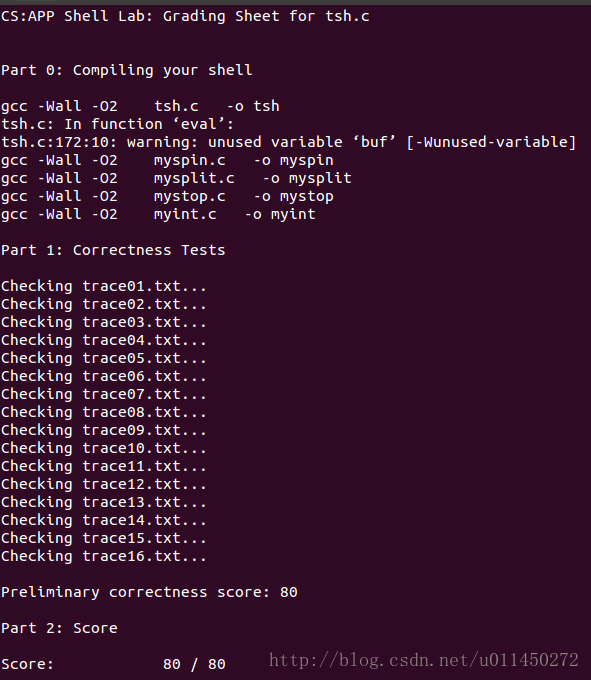 CS:APP Shell Lab: Grading Sheet for tsh.c
Part 0: Compiling your shell
gcc -Wall -O2    tsh.c   -o tsh
tsh.c: In function ‘eval’:
tsh.c:172:10: warning: unused variable ‘buf’ [-Wunused-variable]
gcc -Wall -O2    myspin.c   -o myspin
gcc -Wall -O2    mysplit.c   -o mysplit
gcc -Wall -O2    mystop.c   -o mystop
gcc -Wall -O2    myint.c   -o myint
Part 1: Correctness Tests
Checking trace01.txt...
Checking trace02.txt...
Checking trace03.txt...
Checking trace04.txt...
Checking trace05.txt...
Checking trace06.txt...
Checking trace07.txt...
Checking trace08.txt...
Checking trace09.txt...
Checking trace10.txt...
Checking trace11.txt...
Checking trace12.txt...
Checking trace13.txt...
Checking trace14.txt...
Checking trace15.txt...
Checking trace16.txt...
Preliminary correctness score: 80
Part 2: Score
Score:            80 / 80
http://blog.csdn.net/u011450272